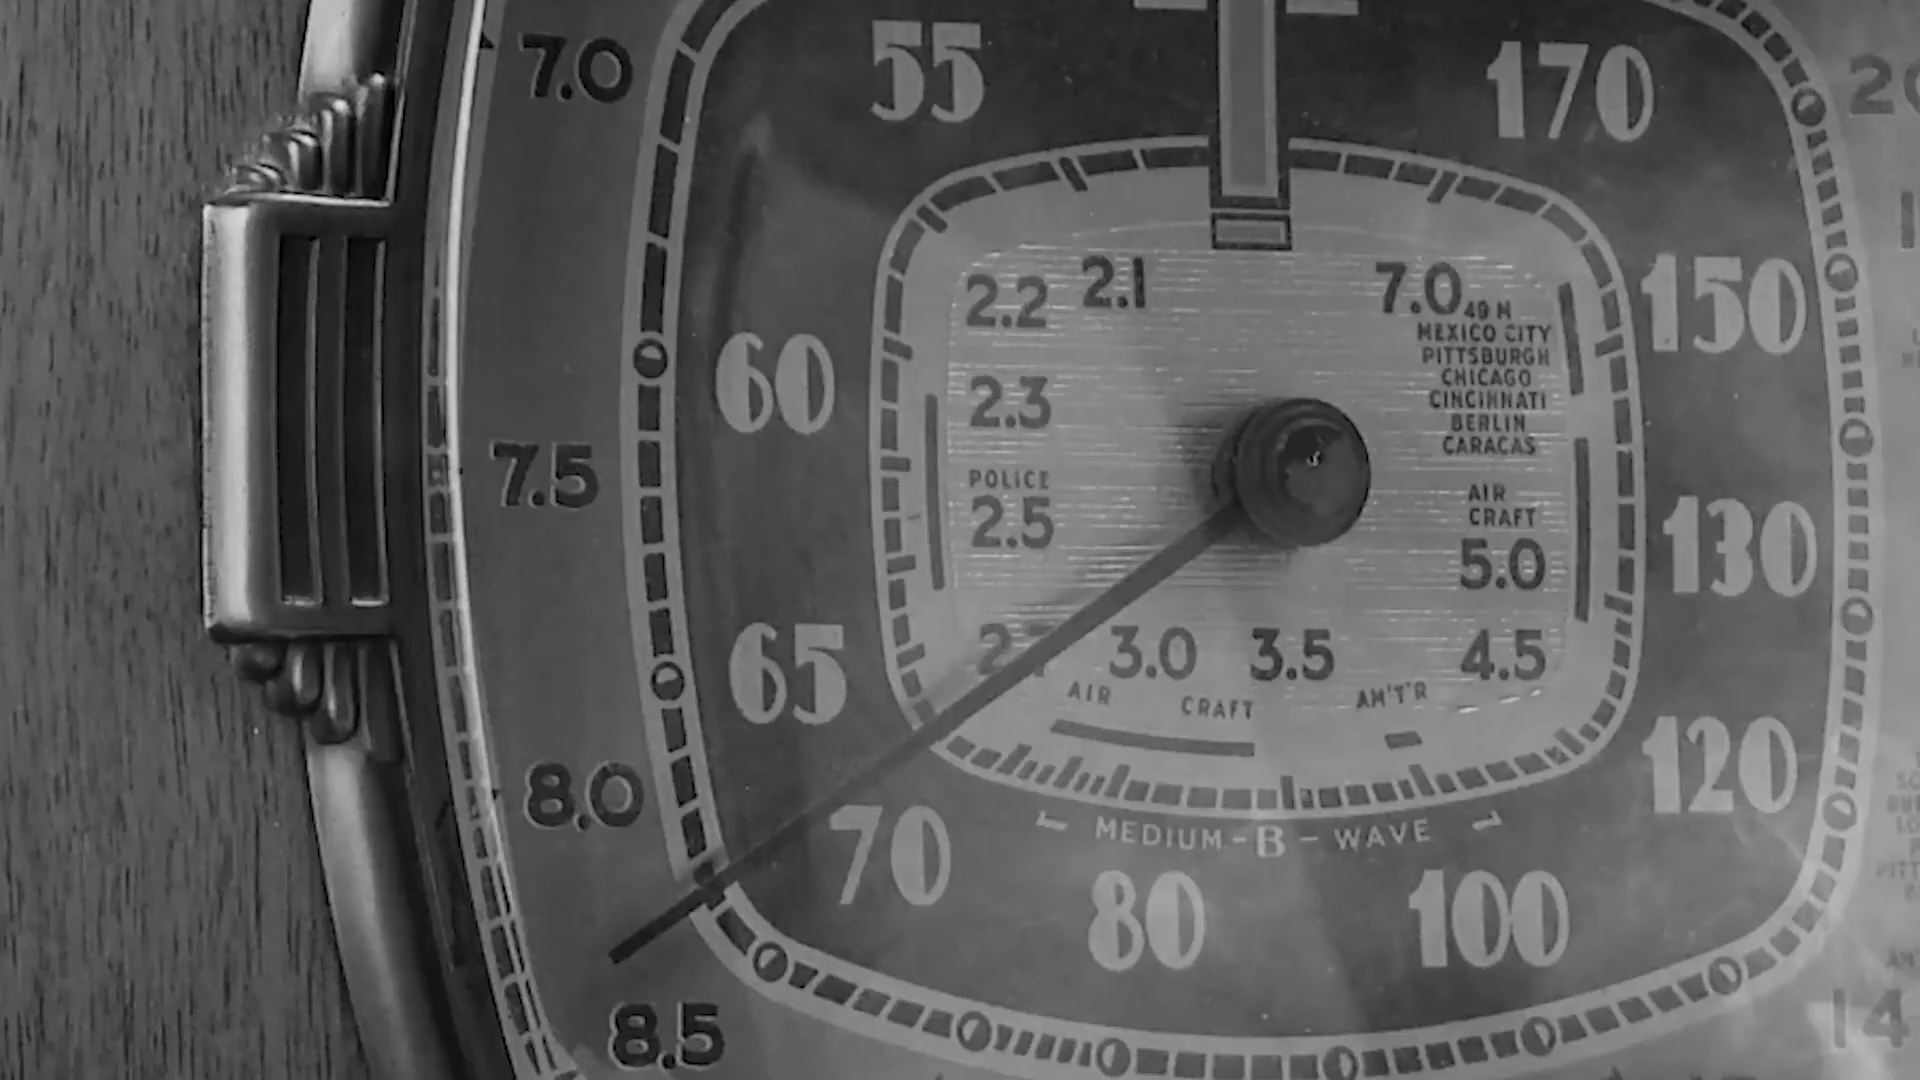 7.0
55
170
2.2
2.1
7.0
49 M
MEXICO CITY
PITTSBURGH
CHICAGO
CINCINNATI
BERLIN
CARACAS
150
60
2.3
7.5
POLICE
2.5
AIR
CRAFT
5.0
130
65
3.0
3.5
4.5
AIR
CRAFT
AM'T'R
120
8.0
70
MEDIUM-B-WAVE
80
100
14
8.5